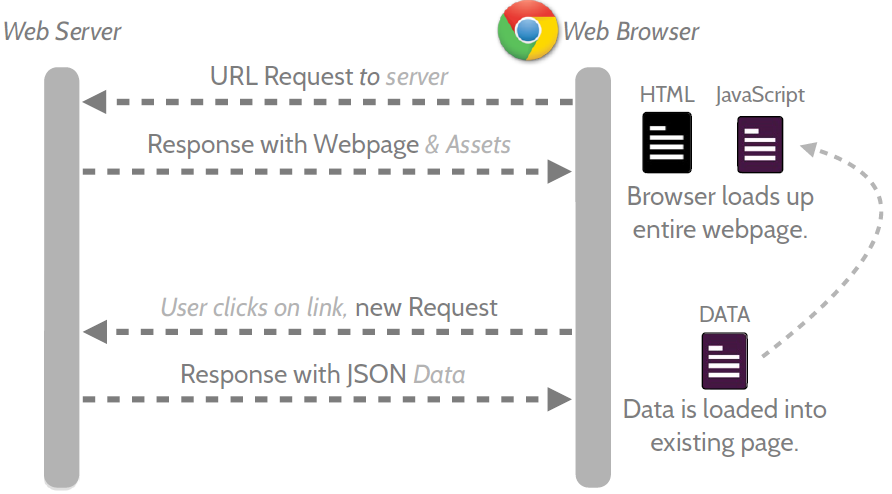 Web Server
Web Browser
URL Request to server
HTML
JavaScript
Response with Webpage & Assets
Browser loads up
entire webpage.
User clicks on link, new Request
DATA
Response with JSON Data
Data is loaded into
existing page.